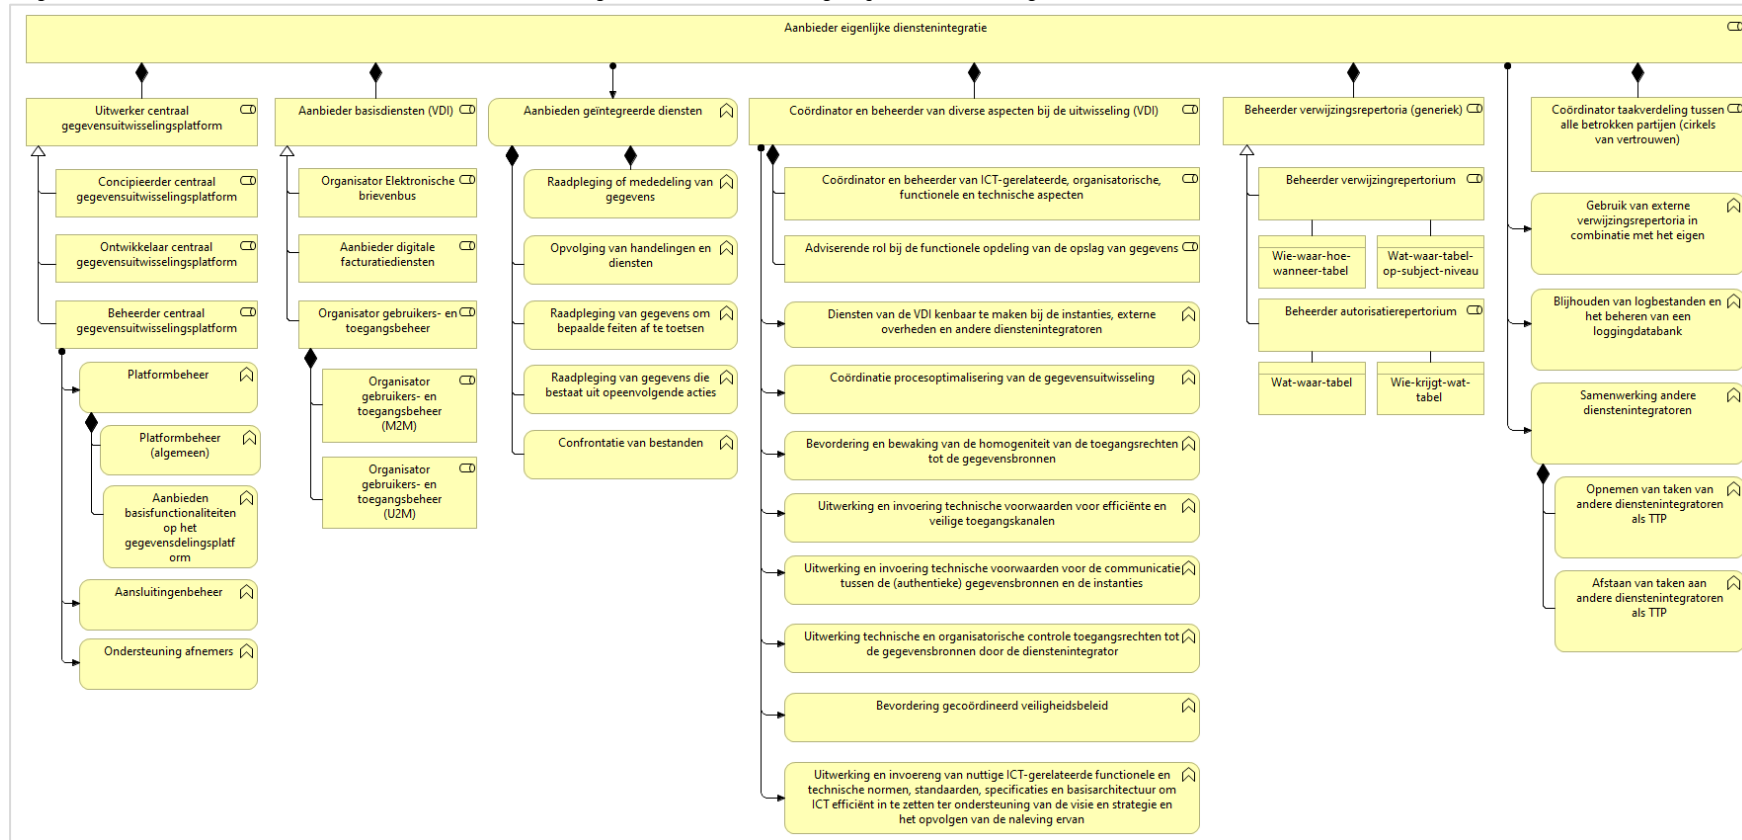 Aanbieder eigenlijke dienstenintegratie
Uitwerker centraal
gegevensuitwisselingsplatform
Concipieerder centraal
gegevensuitwisselingsplatform
Ontwikkelaar centraal
gegevensuitwisselingsplatform
Beheerder centraal
gegevensuitwisselingsplatform
Platformbeheer
Platformbeheer
(algemeen)
Aanbieden
basisfunctionaliteiten
op het
gegevensdelingsplatf
orm
Aansluitingenbeheer
Ondersteuning afnemers
Aanbieder basisdiensten (VDI)
Organisator Elektronische
brievenbus
Aanbieder digitale
facturatiediensten
Organisator gebruikers- en
toegangsbeheer
Organisator
gebruikers- en
toegangsbeheer
(M2M)
Organisator
gebruikers- en
toegangsbeheer
(U2M)
Aanbieden geïntegreerde diensten
Raadpleging of mededeling van
gegevens
Opvolging van handelingen en
diensten
Raadpleging van gegevens om
bepaalde feiten af te toetsen
Raadpleging van gegevens die
bestaat uit opeenvolgende acties
Confrontatie van bestanden
Coördinator en beheerder van diverse aspecten bij de uitwisseling (VDI)
Coördinator en beheerder van ICT-gerelateerde, organisatorische,
functionele en technische aspecten
Adviserende rol bij de functionele opdeling van de opslag van gegevens
Diensten van de VDI kenbaar te maken bij de instanties, externe
overheden en andere dienstenintegratoren
Coördinatie procesoptimalisering van de gegevensuitwisseling
Bevordering en bewaking van de homogeniteit van de toegangsrechten
tot de gegevensbronnen
Uitwerking en invoering technische voorwaarden voor efficiënte en
veilige toegangskanalen
Uitwerking en invoering technische voorwaarden voor de communicatie
tussen de (authentieke) gegevensbronnen en de instanties
Uitwerking technische en organisatorische controle toegangsrechten tot
de gegevensbronnen door de dienstenintegrator
Bevordering gecoördineerd veiligheidsbeleid
Uitwerking en invoereng van nuttige ICT-gerelateerde functionele en
technische normen, standaarden, specificaties en basisarchitectuur om
ICT efficiënt in te zetten ter ondersteuning van de visie en strategie en
het opvolgen van de naleving ervan
Beheerder verwijzingsrepertoria (generiek)
Beheerder verwijzingrepertorium
Wie-waar-hoe-
wanneer-tabel
Wat-waar-tabel-
op-subject-niveau
Beheerder autorisatierepertorium
Wat-waar-tabel
Wie-krijgt-wat-
tabel
Coördinator taakverdeling tussen
alle betrokken partijen (cirkels
van vertrouwen)
Gebruik van externe
verwijzingsrepertoria in
combinatie met het eigen
Blijhouden van logbestanden en
het beheren van een
loggingdatabank
Samenwerking andere
dienstenintegratoren
Opnemen van taken van
andere dienstenintegratoren
als TTP
Afstaan van taken aan
andere dienstenintegratoren
als TTP